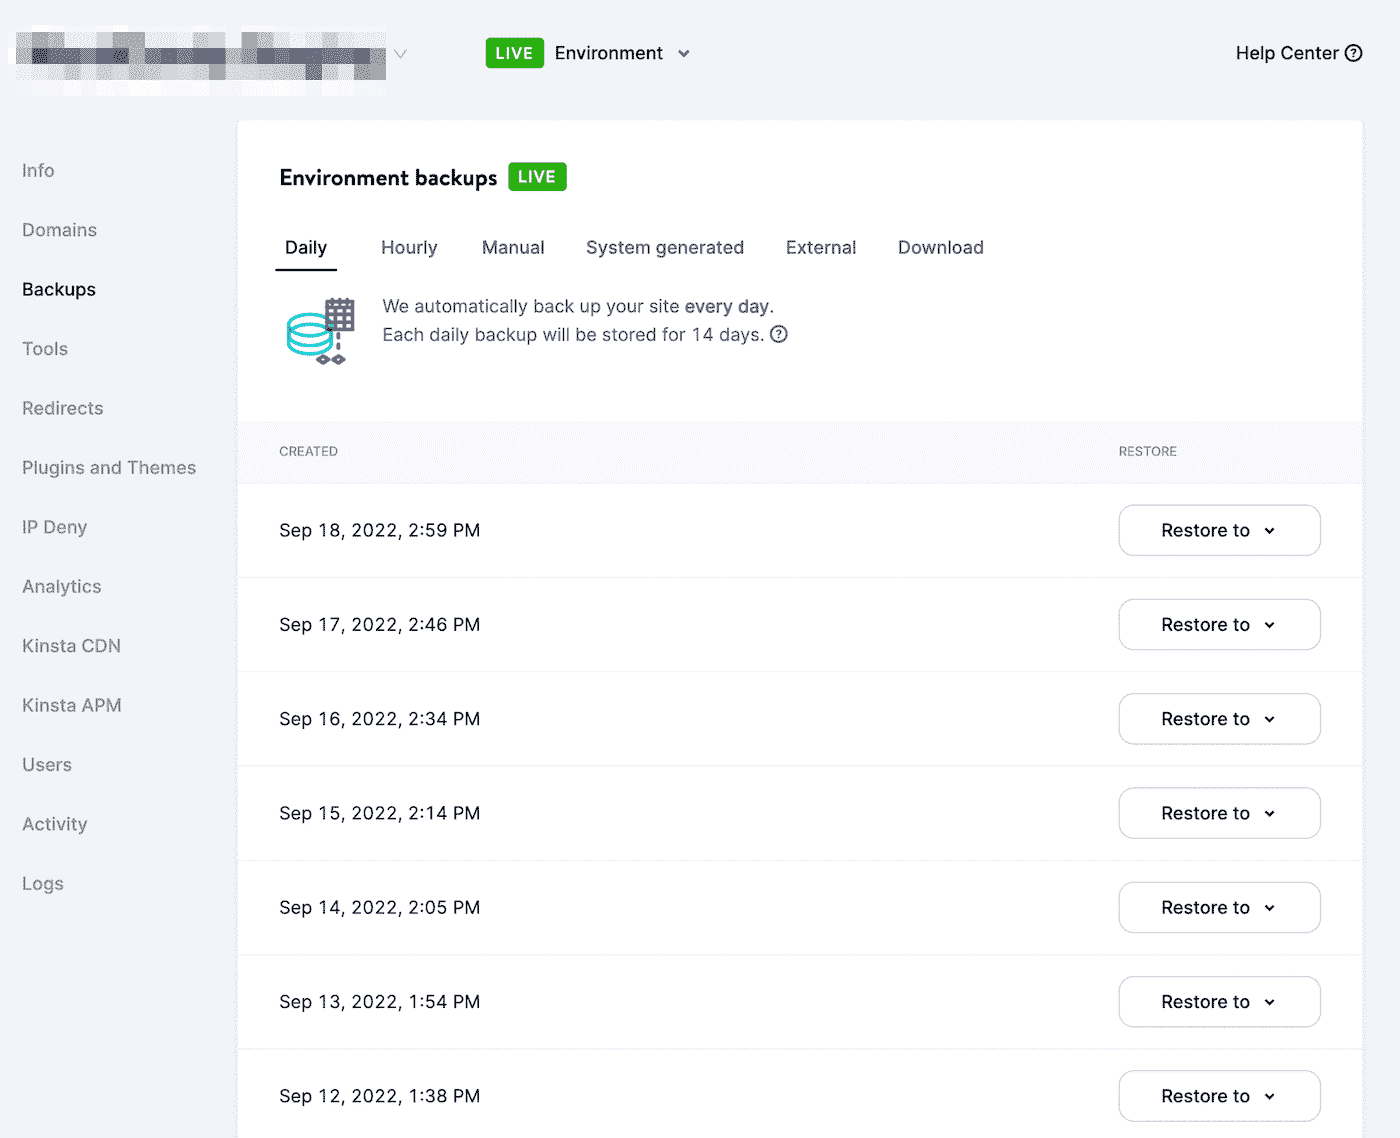 LIVE Environment
Help Center
Info
Domains
Backups
Tools
Redirects
Plugins and Themes
IP Deny
Analytics
Kinsta CDN
Kinsta APM
Users
Activity
Logs
Environment backups LIVE
Daily Hourly Manual System generated External Download
We automatically back up your site every day.
Each daily backup will be stored for 14 days.
CREATED RESTORE
Sep 18, 2022, 2:59 PM Restore to
Sep 17, 2022, 2:46 PM Restore to
Sep 16, 2022, 2:34 PM Restore to
Sep 15, 2022, 2:14 PM Restore to
Sep 14, 2022, 2:05 PM Restore to
Sep 13, 2022, 1:54 PM Restore to
Sep 12, 2022, 1:38 PM Restore to